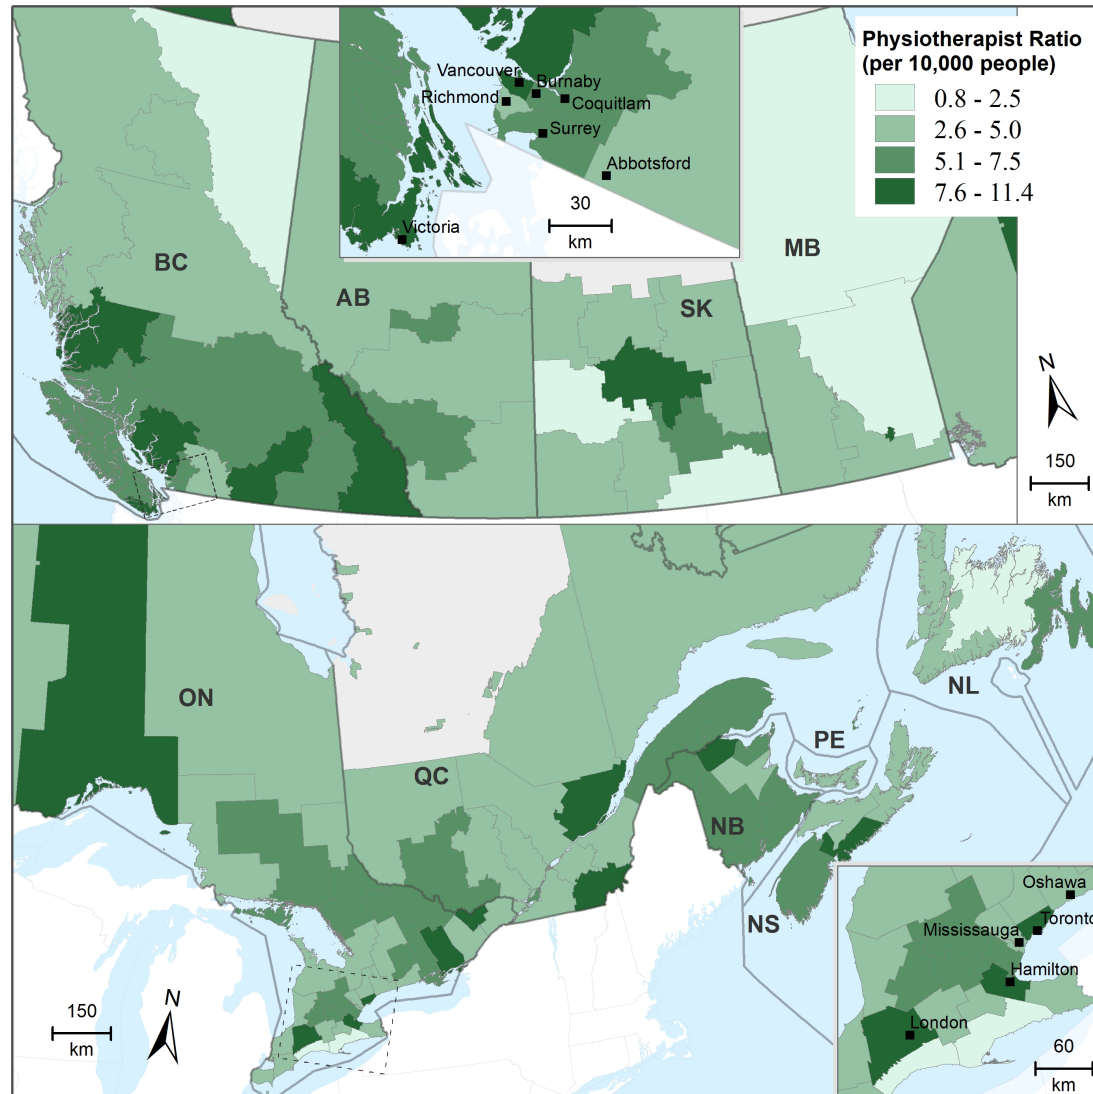 Physiotherapist Ratio
(per 10,000 people)
0.8 - 2.5
2.6 - 5.0
5.1 - 7.5
7.6 - 11.4
Vancouver
Burnaby
Richmond
Coquitlam
Surrey
Abbotsford
30
km
Victoria
BC
AB
SK
MB
N
150
km
ON
QC
NL
PE
NB
NS
N
150
km
Oshawa
Toronto
Mississauga
Hamilton
London
60
km